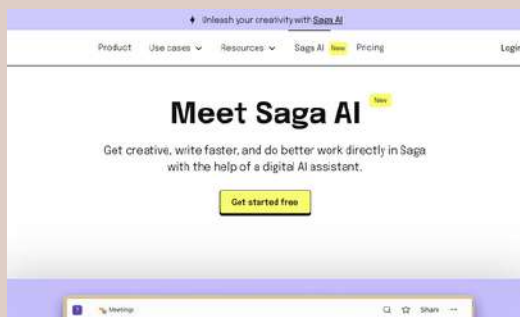 Unleash your creativity with Saga AI
Product Use cases Resources Saga AI New Pricing Login
Meet Saga AI New
Get creative, write faster, and do better work directly in Saga
with the help of a digital AI assistant.
Get started free
Meetings Share